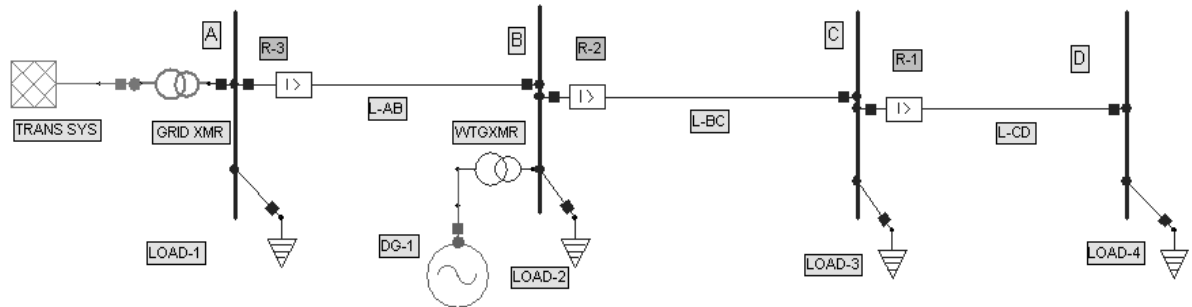 A
B
C
D
R-3
R-2
R-1
I>
I>
I>
L-AB
L-BC
L-CD
TRANS SYS
GRID XMR
WTGXMR
DG-1
LOAD-1
LOAD-2
LOAD-3
LOAD-4